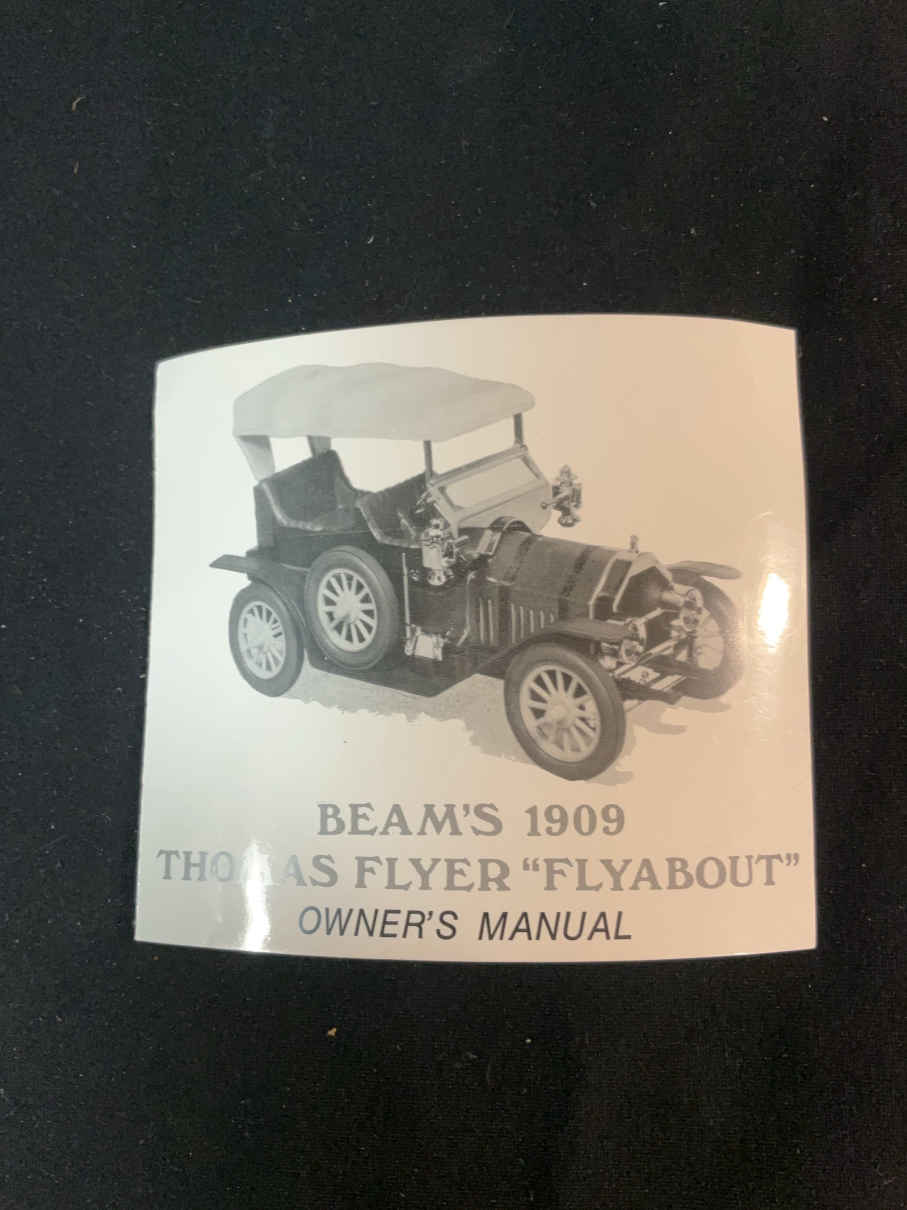 BEAM'S 1909
THOMAS FLYER "FLYABOUT"
OWNER'S MANUAL